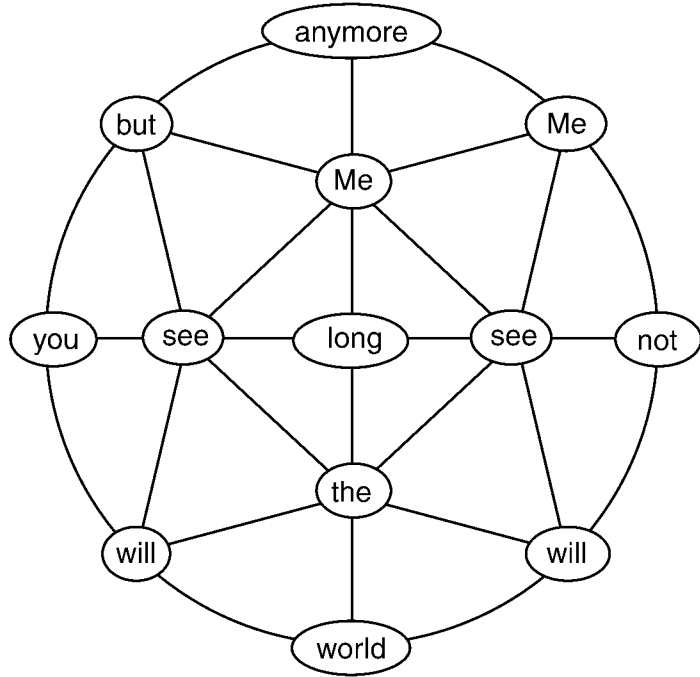 anymore
but Me
Me
you see long see not
the
will will
world